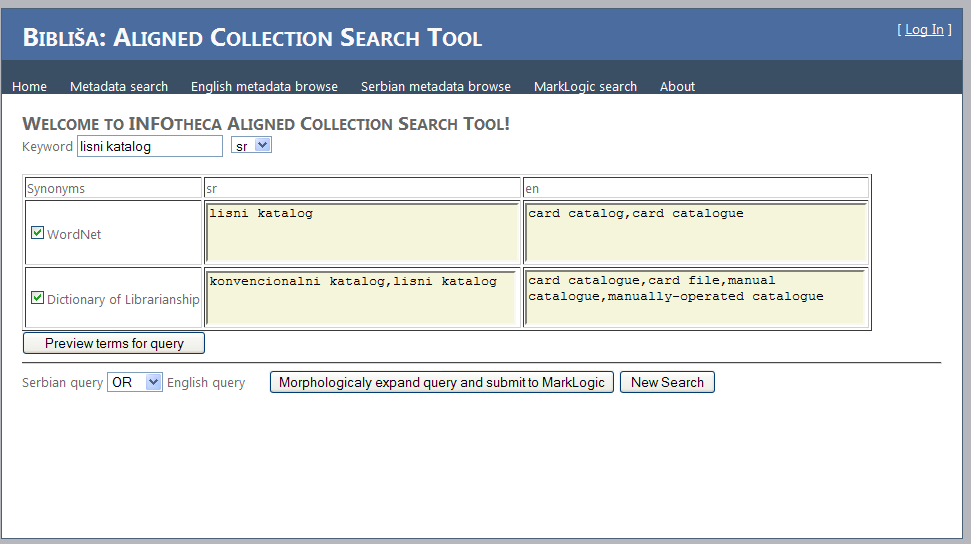 BIBLIŠA: ALIGNED COLLECTION SEARCH TOOL
[ Log In ]
Home Metadata search English metadata browse Serbian metadata browse MarkLogic search About
WELCOME TO INFOTHECA ALIGNED COLLECTION SEARCH TOOL!
Keyword lisni katalog sr
Synonyms sr en
WordNet lisni katalog card catalog,card catalogue
Dictionary of Librarianship konvencionalni katalog,lisni katalog card catalogue,card file,manual
catalogue,manually-operated catalogue
Preview terms for query
Serbian query OR English query Morphologicaly expand query and submit to MarkLogic New Search